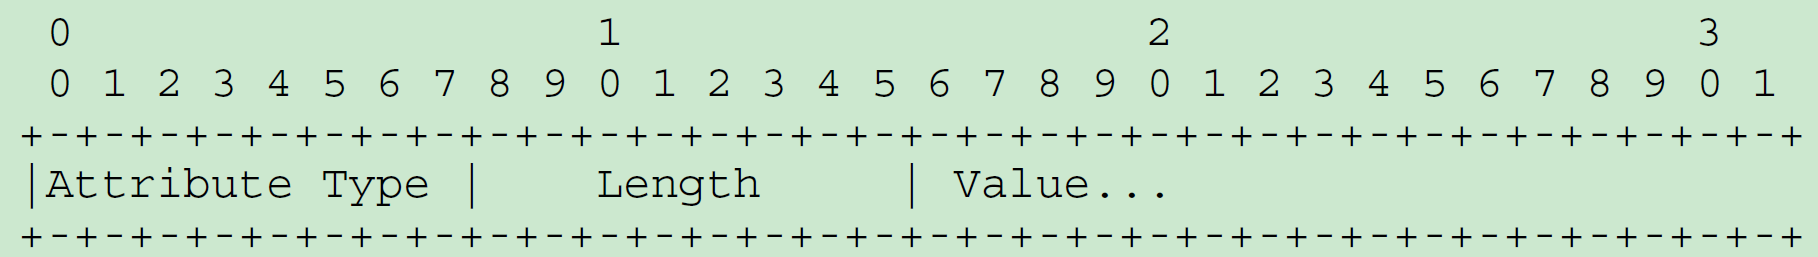 0                   1                   2                   3
 0 1 2 3 4 5 6 7 8 9 0 1 2 3 4 5 6 7 8 9 0 1 2 3 4 5 6 7 8 9 0 1
+-+-+-+-+-+-+-+-+-+-+-+-+-+-+-+-+-+-+-+-+-+-+-+-+-+-+-+-+-+-+-+-+
|Attribute Type |    Length     | Value...
+-+-+-+-+-+-+-+-+-+-+-+-+-+-+-+-+-+-+-+-+-+-+-+-+-+-+-+-+-+-+-+-+